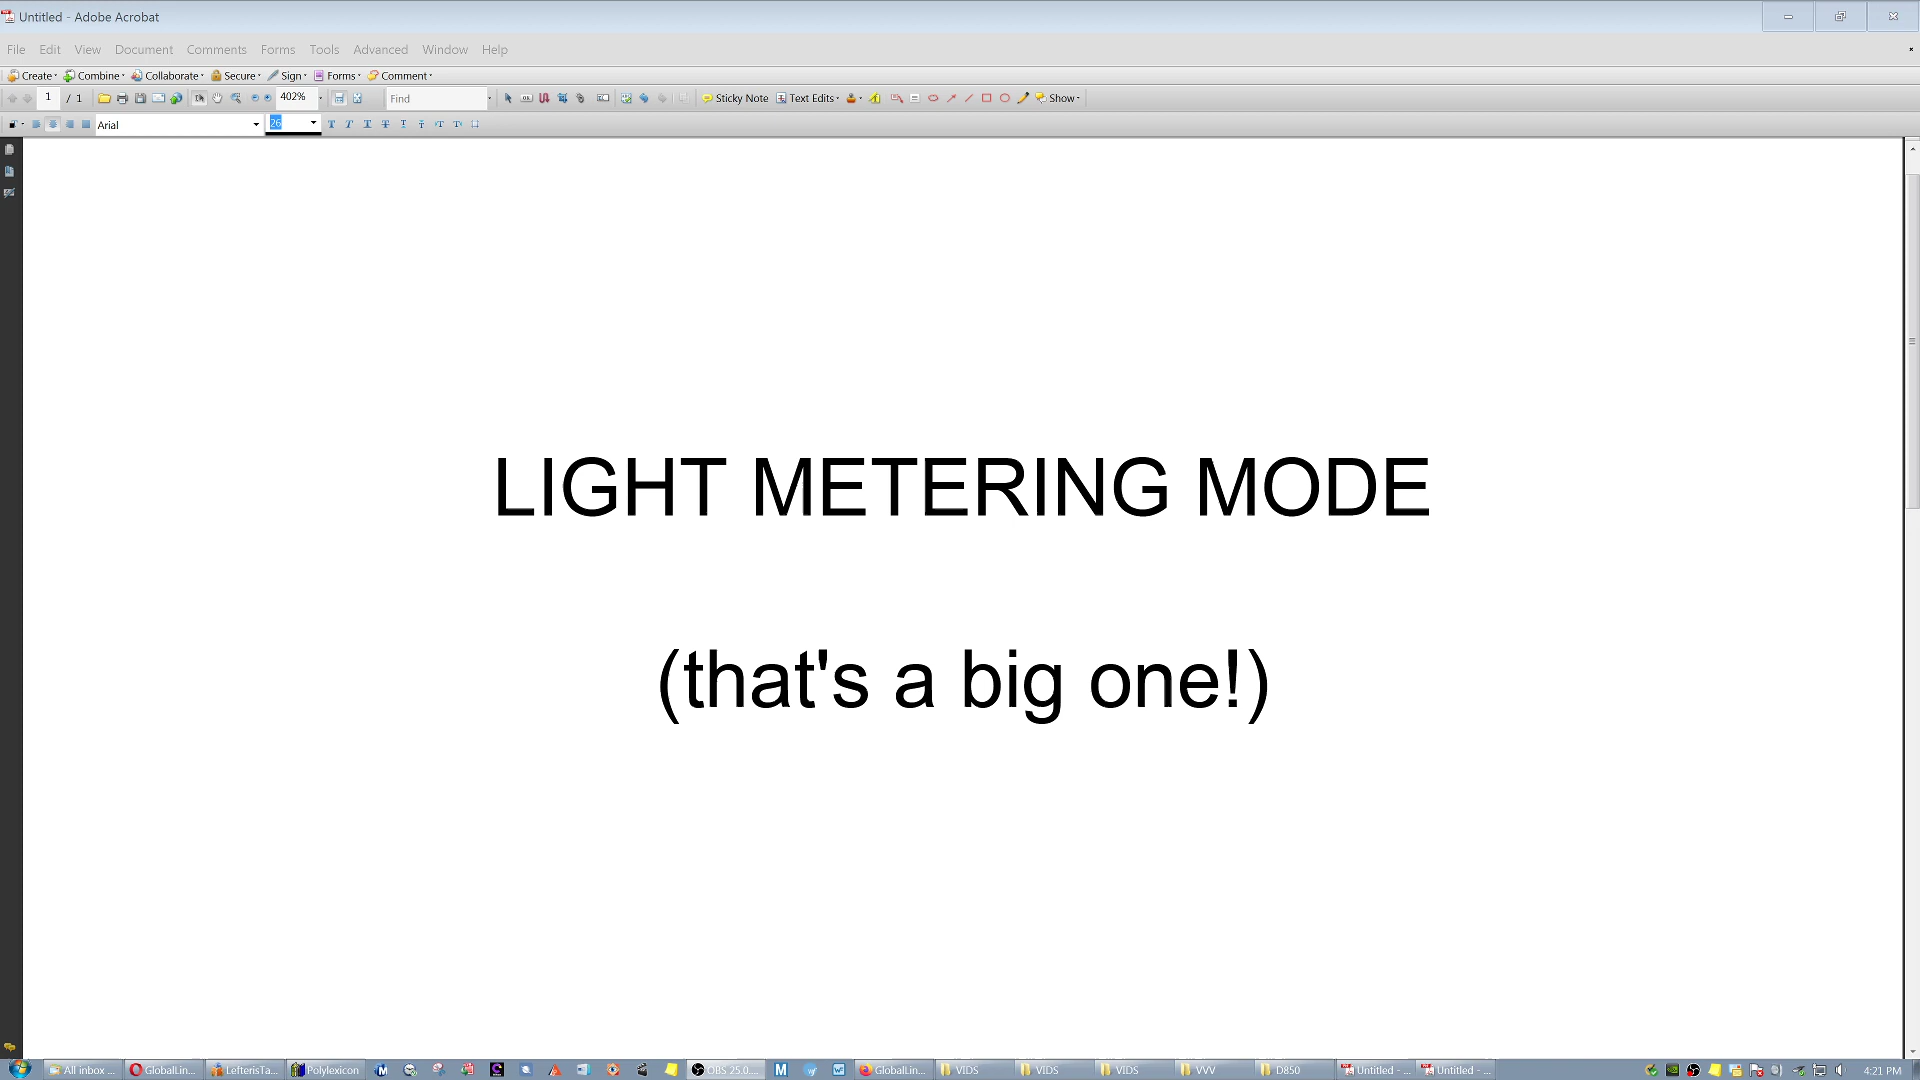 Untitled - Adobe Acrobat
File Edit View Document Comments Forms Tools Advanced Window Help
Create Combine Collaborate Secure Sign Forms Comment
1 / 1 402% Find Sticky Note Text Edits Show
Arial 26
LIGHT METERING MODE
(that's a big one!)
All inbox ... GlobalLin... LefterisTa... Polylexicon OBS 25.0.... GlobalLin... VIDS VIDS VIDS VVV D850 Untitled - ... Untitled - ... 4:21 PM